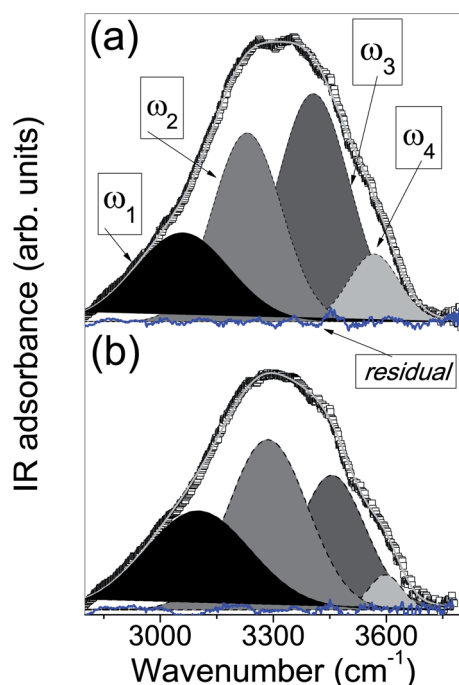 (a)
ω3
ω2
ω4
ω1
residual
(b)
IR adsorbance (arb. units)
3000 3300 3600
Wavenumber (cm-1)